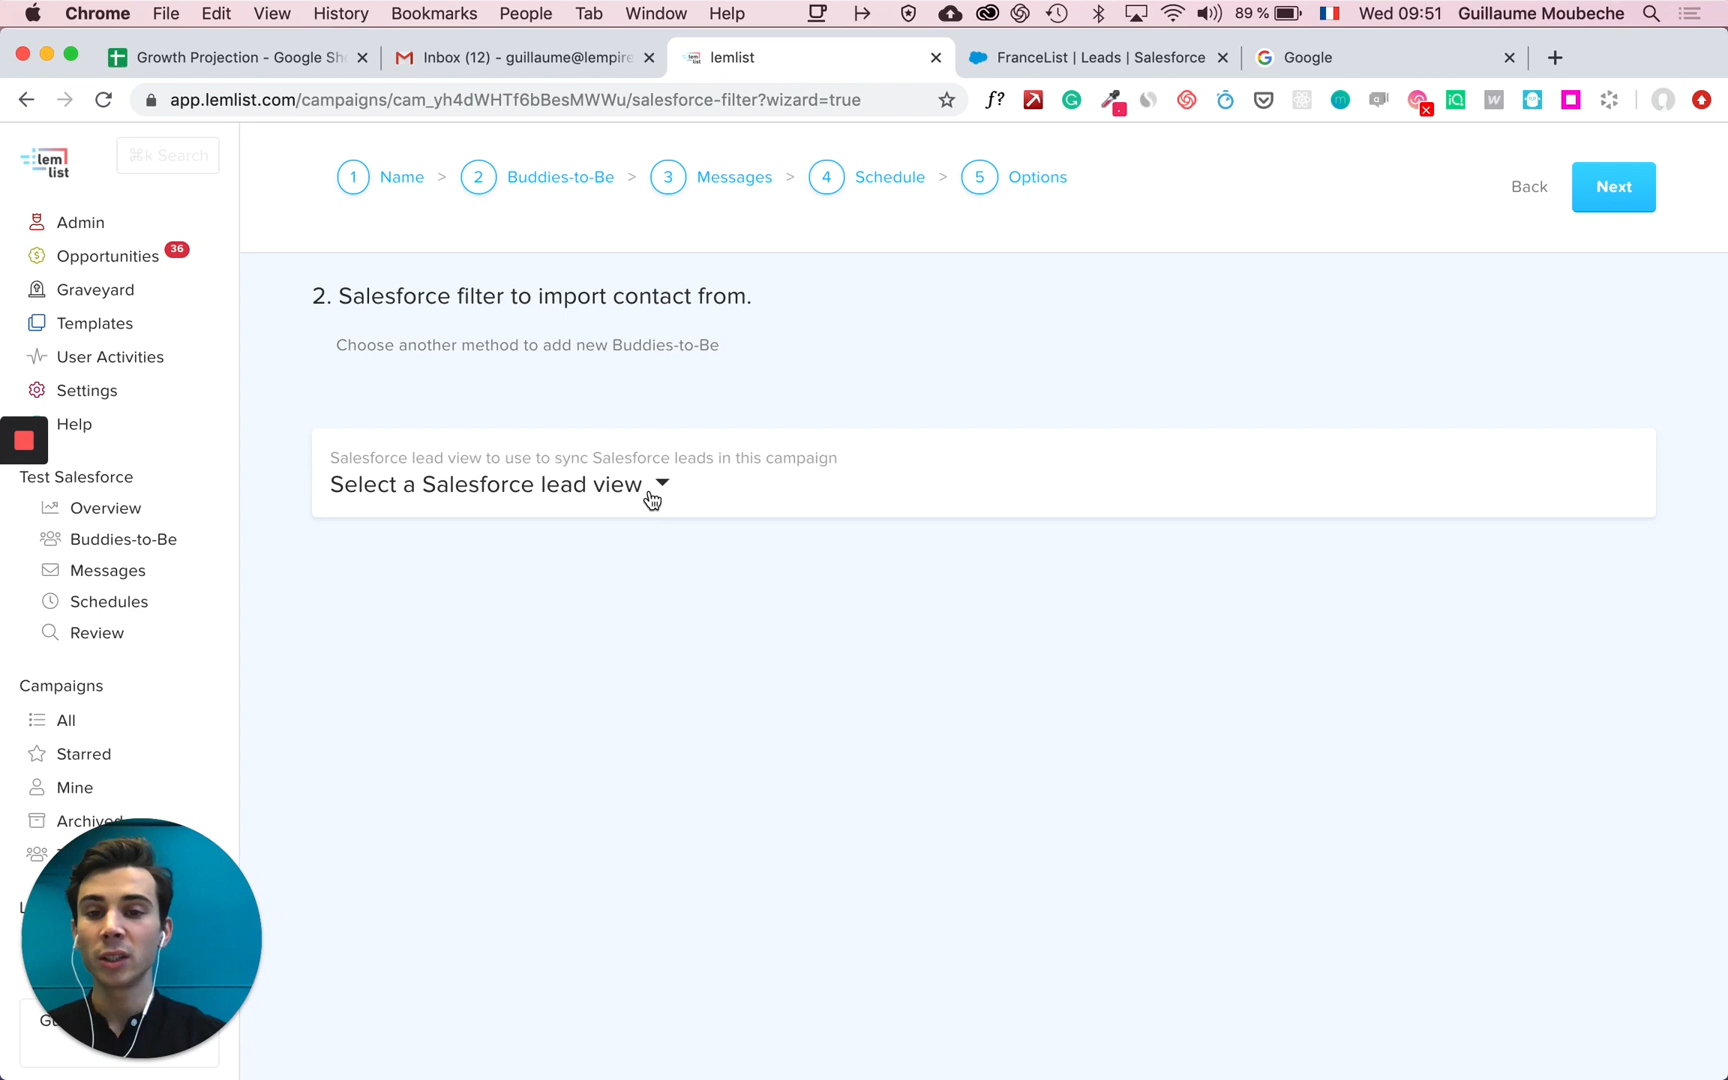 Chrome File Edit View History Bookmarks People Tab Window Help 89 % Wed 09:51 Guillaume Moubeche
Growth Projection - Google She Inbox (12) - guillaume@lempire lemlist FranceList | Leads | Salesforce Google
app.lemlist.com/campaigns/cam_yh4dWHTf6bBesMWWu/salesforce-filter?wizard=true
lem
list
⌘k Search
1 Name > 2 Buddies-to-Be > 3 Messages > 4 Schedule > 5 Options
Back
Next
Admin
Opportunities 36
Graveyard
Templates
User Activities
Settings
Help
Test Salesforce
Overview
Buddies-to-Be
Messages
Schedules
Review
Campaigns
All
Starred
Mine
Archived
2. Salesforce filter to import contact from.
Choose another method to add new Buddies-to-Be
Salesforce lead view to use to sync Salesforce leads in this campaign
Select a Salesforce lead view